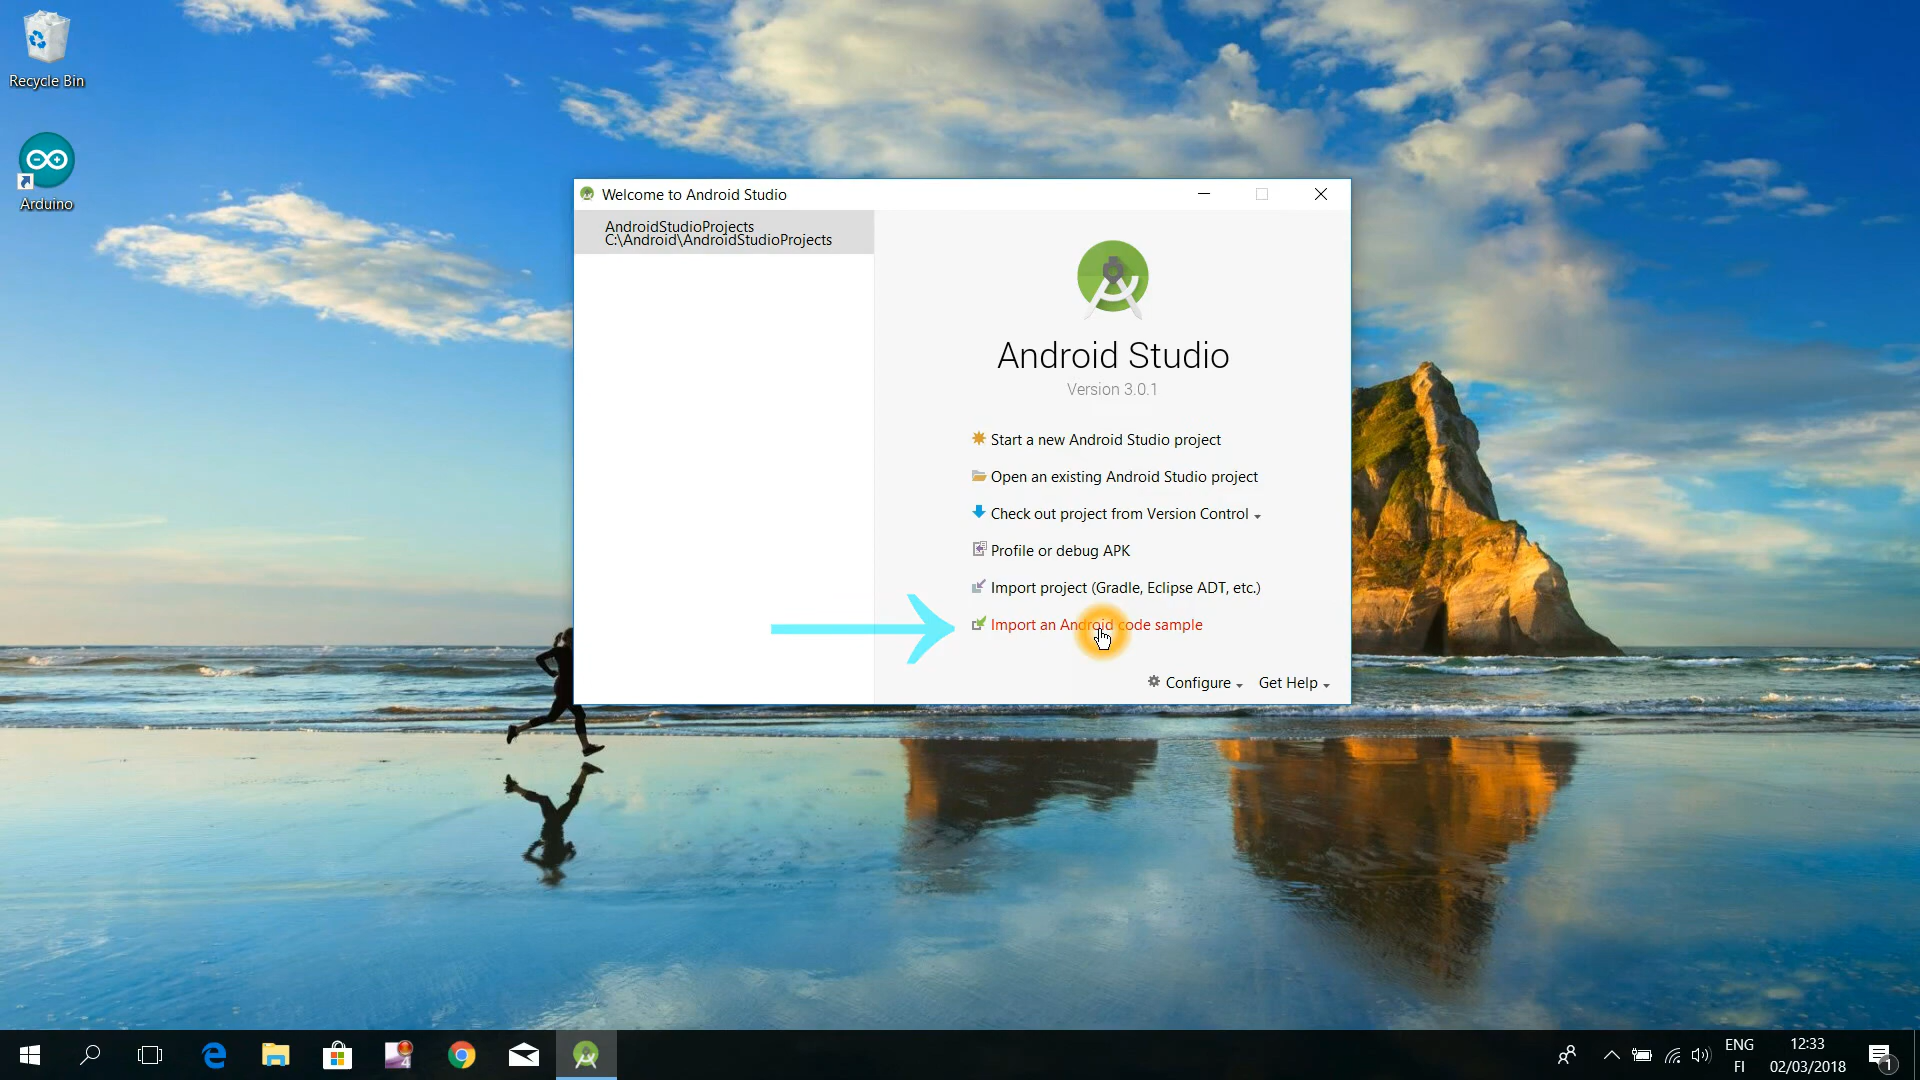 Recycle Bin
Arduino
Welcome to Android Studio
AndroidStudioProjects
C:\Android\AndroidStudioProjects
Android Studio
Version 3.0.1
Start a new Android Studio project
Open an existing Android Studio project
Check out project from Version Control
Profile or debug APK
Import project (Gradle, Eclipse ADT, etc.)
Import an Android code sample
Configure
Get Help
4
ENG
FI
12:33
02/03/2018
1